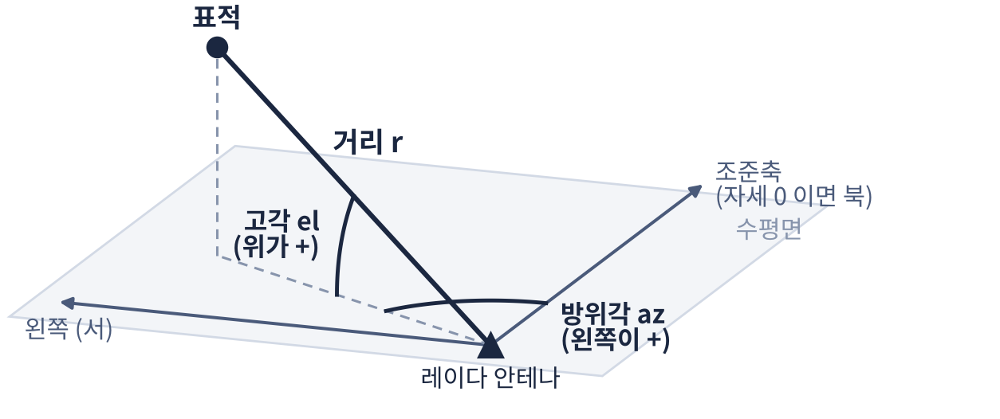 표적
거리 r
조준축
(자세 0 이면 북)
고각 el
(위가 +)
수평면
방위각 az
(왼쪽이 +)
왼쪽 (서)
레이다 안테나